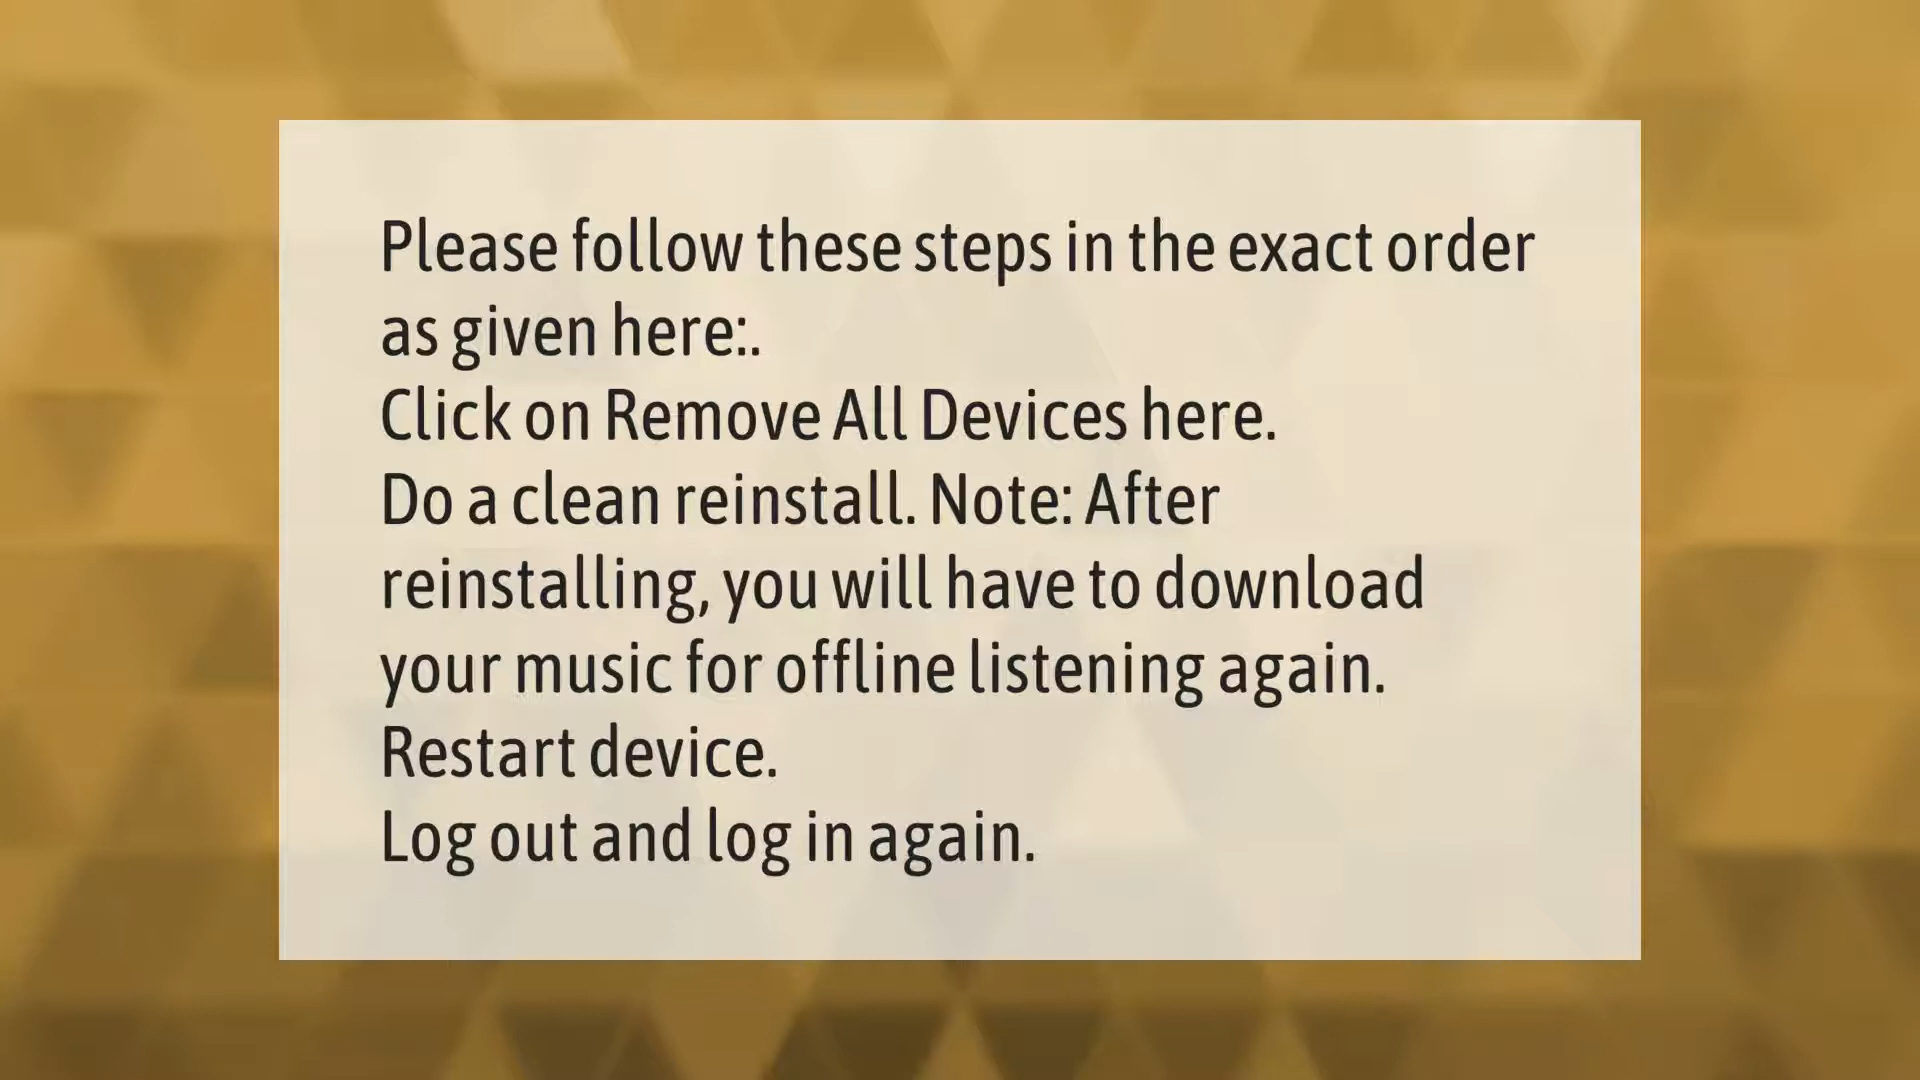 Please follow these steps in the exact order
as given here:.
Click on Remove All Devices here.
Do a clean reinstall. Note: After
reinstalling, you will have to download
your music for offline listening again.
Restart device.
Log out and log in again.